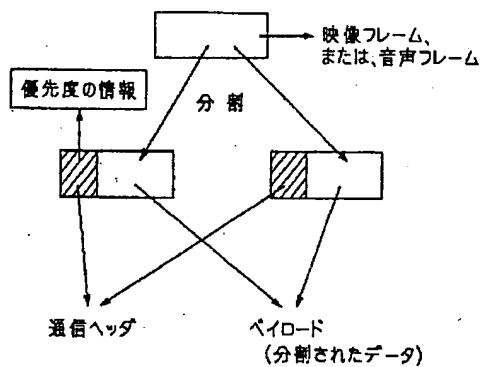 映像フレーム、
または、音声フレーム
優先度の情報
分割
通信ヘッダ
ペイロード
(分割されたデータ)